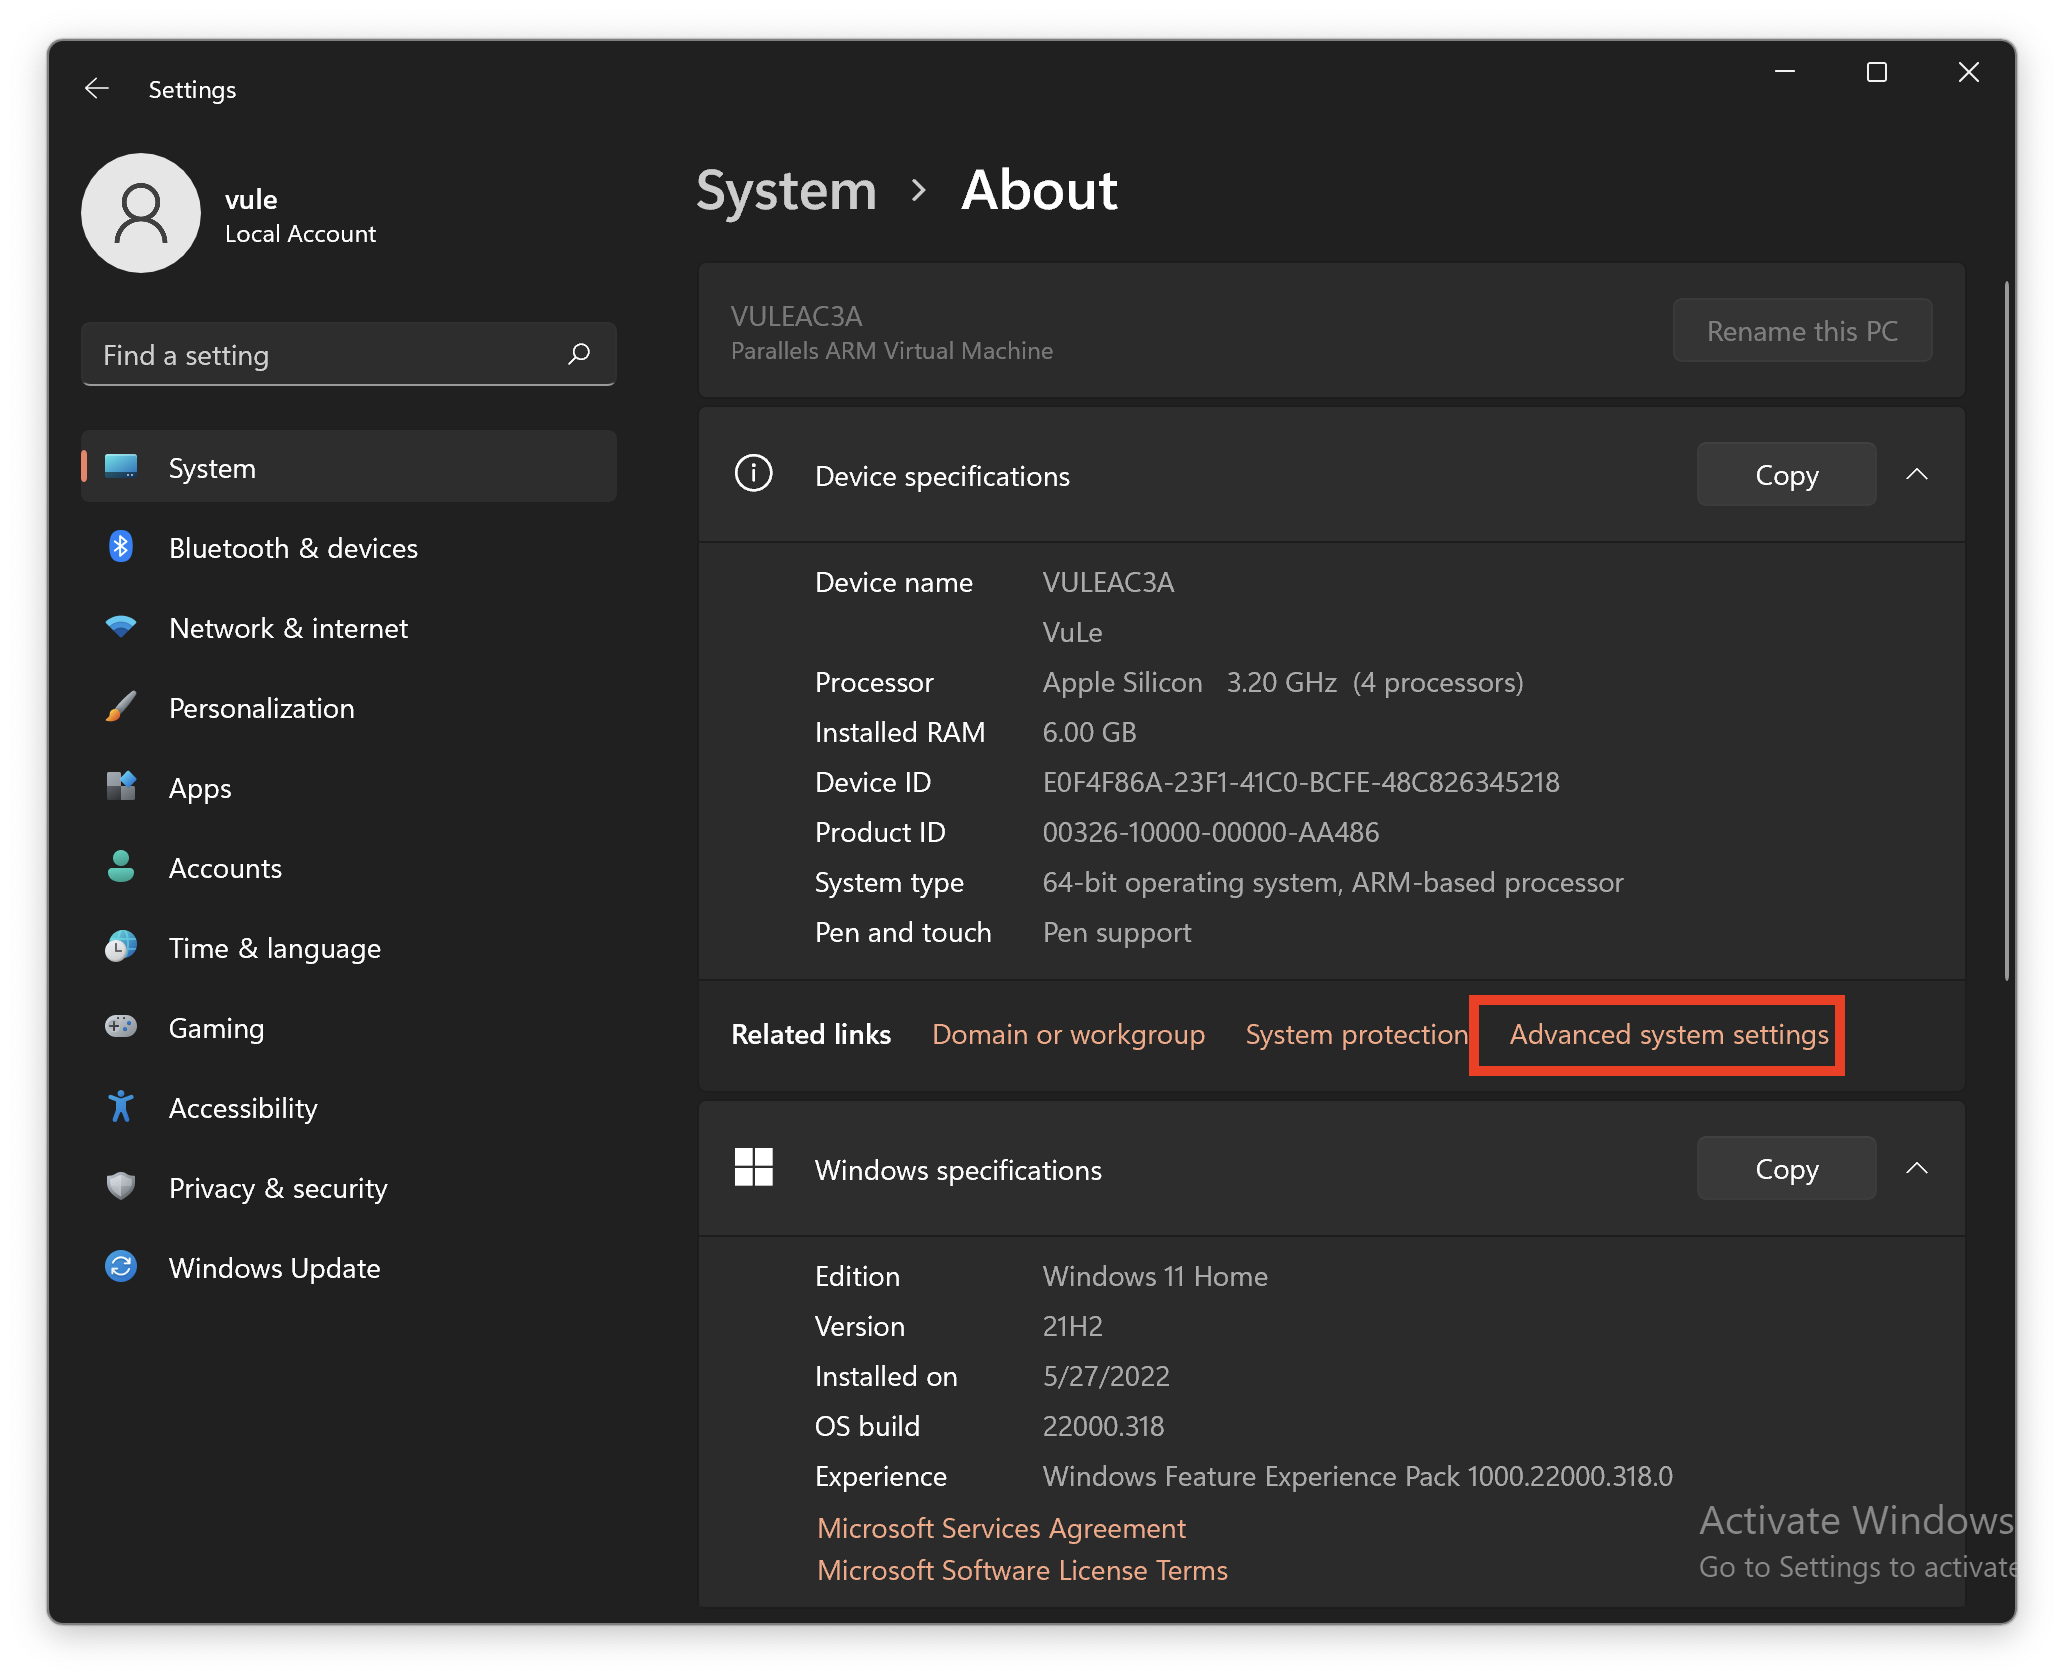 Settings
vule
Local Account
Find a setting
System
Bluetooth & devices
Network & internet
Personalization
Apps
Accounts
Time & language
Gaming
Accessibility
Privacy & security
Windows Update
System > About
VULEAC3A
Parallels ARM Virtual Machine
Rename this PC
Device specifications
Copy
Device name VULEAC3A
VuLe
Processor Apple Silicon 3.20 GHz (4 processors)
Installed RAM 6.00 GB
Device ID E0F4F86A-23F1-41C0-BCFE-48C826345218
Product ID 00326-10000-00000-AA486
System type 64-bit operating system, ARM-based processor
Pen and touch Pen support
Related links Domain or workgroup System protection Advanced system settings
Windows specifications
Copy
Edition Windows 11 Home
Version 21H2
Installed on 5/27/2022
OS build 22000.318
Experience Windows Feature Experience Pack 1000.22000.318.0
Microsoft Services Agreement
Microsoft Software License Terms
Activate Windows
Go to Settings to activate